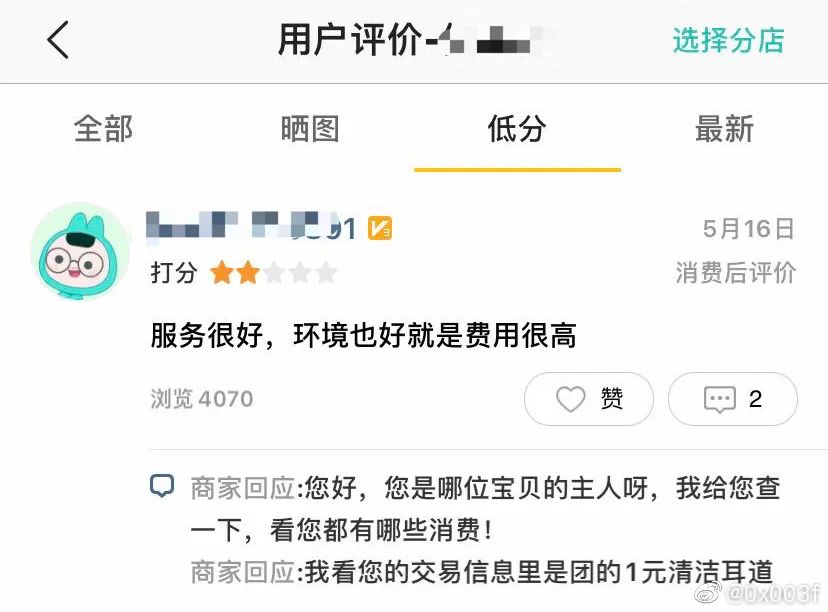 用户评价-
选择分店
全部
晒图
低分
最新
5月16日
打分
消费后评价
服务很好，环境也好就是费用很高
浏览4070
赞
2
商家回应:您好，您是哪位宝贝的主人呀，我给您查
一下，看您都有哪些消费！
商家回应:我看您的交易信息里是团的1元清洁耳道
@0x003f